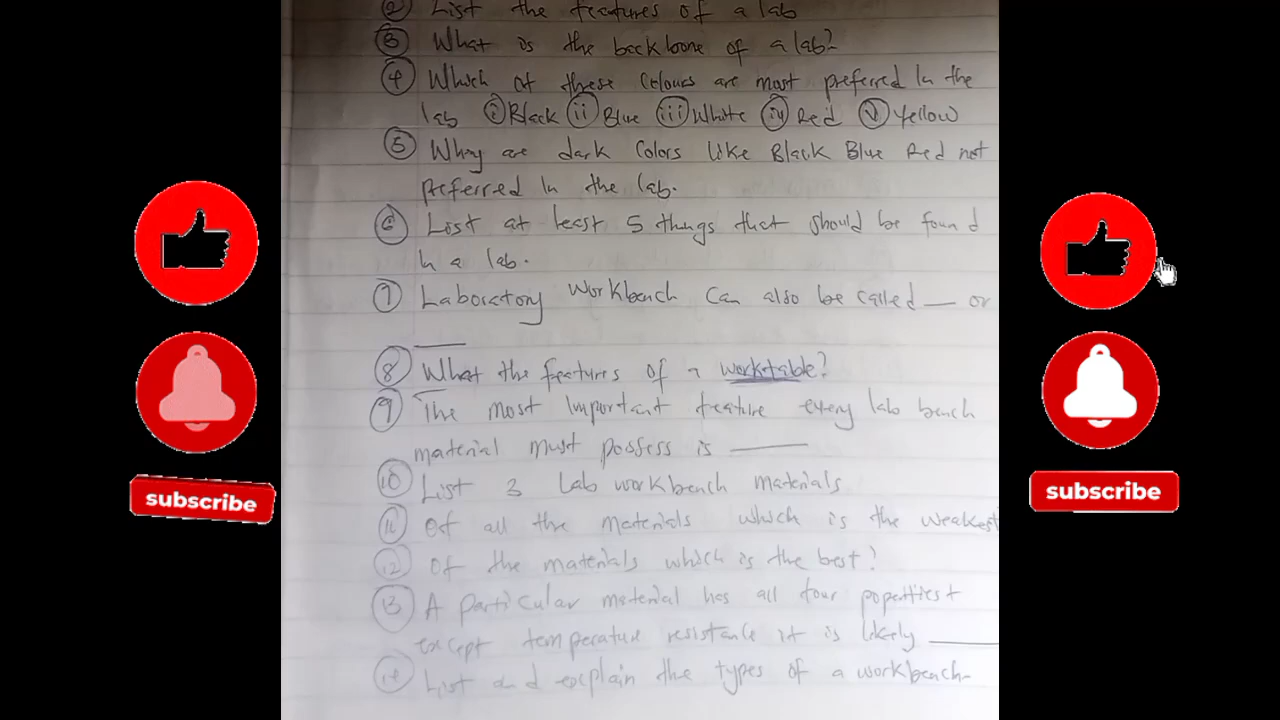 ② List the features of a lab
③ What is the backbone of a lab?
④ Which of these Colours are most preferred In the
lab ⓘ Black ⓘⓘ Blue ⓘⓘⓘ White ⓘⓥ Red ⓥ Yellow
⑤ Why are dark Colors like Black Blue Red not
preferred In the lab.
⑥ List at least 5 things that should be found
In a lab.
⑦ Laboratory Workbench Can also be called __ or
__
⑧ What the features of a worktable?
⑨ The most Important feature every lab bench
material must possess is __
⑩ List 3 Lab workbench materials
⑪ Of all the materials which is the weakest
⑫ Of the materials which is the best?
⑬ A particular material has all four poperties t
except temperature resistance it is likely __
⑭ List and explain the types of a workbench
subscribe
subscribe